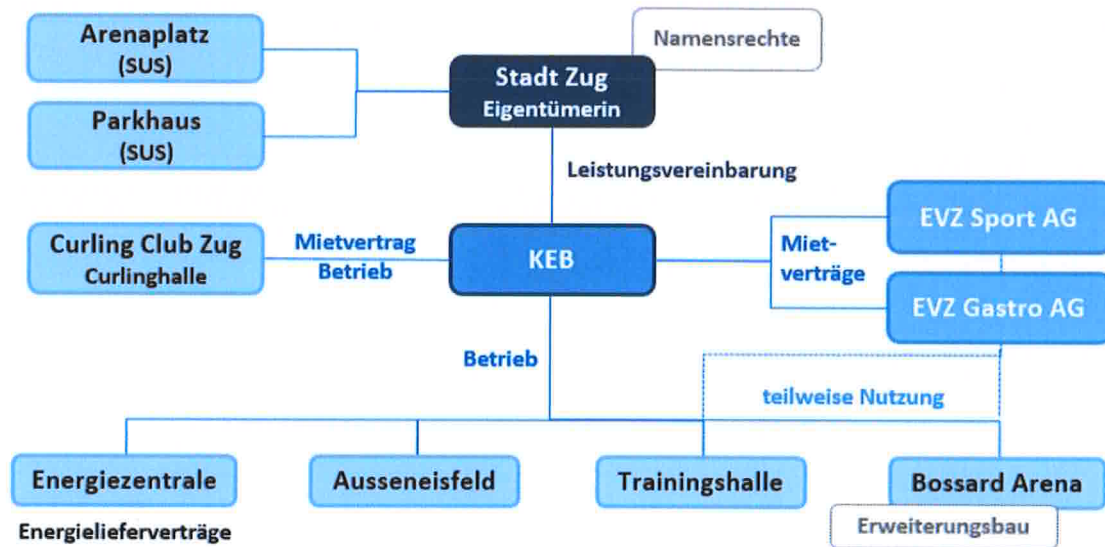 Arenaplatz
(SUS)
Namensrechte
Stadt Zug
Eigentümerin
Parkhaus
(SUS)
Leistungsvereinbarung
EVZ Sport AG
Curling Club Zug
Curlinghalle
Mietvertrag
Betrieb
KEB
Miet-
verträge
EVZ Gastro AG
Betrieb
teilweise Nutzung
Energiezentrale
Ausseneisfeld
Trainingshalle
Bossard Arena
Energielieferverträge
Erweiterungsbau